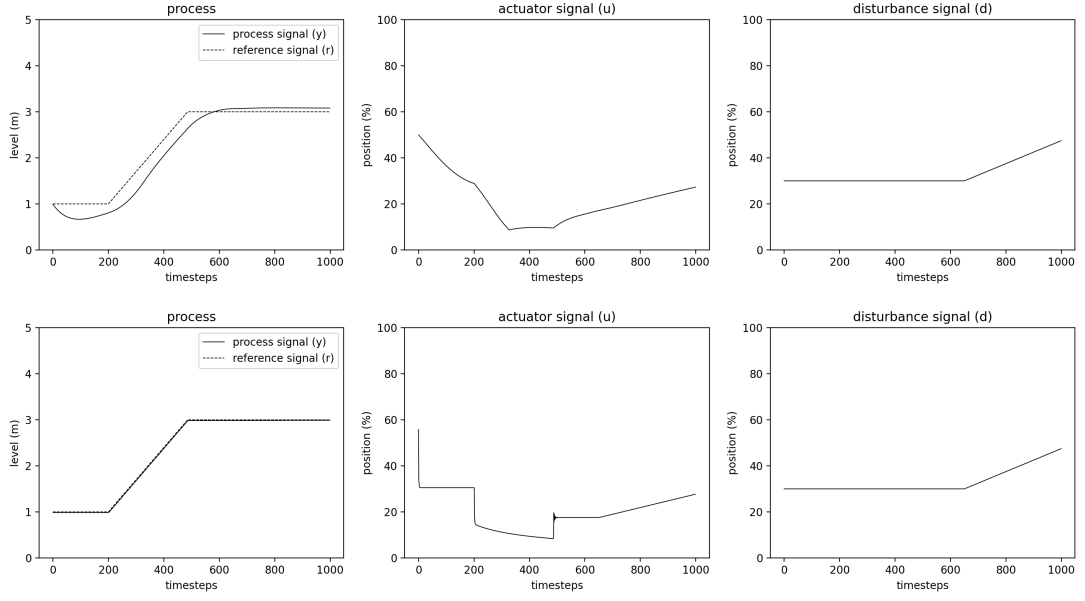 process
actuator signal (u)
disturbance signal (d)
5
4
3
2
1
0
level (m)
process signal (y)
reference signal (r)
0 200 400 600 800 1000
timesteps
100
80
60
40
20
0
position (%)
0 200 400 600 800 1000
timesteps
100
80
60
40
20
0
position (%)
0 200 400 600 800 1000
timesteps
process
actuator signal (u)
disturbance signal (d)
5
4
3
2
1
0
level (m)
process signal (y)
reference signal (r)
0 200 400 600 800 1000
timesteps
100
80
60
40
20
0
position (%)
0 200 400 600 800 1000
timesteps
100
80
60
40
20
0
position (%)
0 200 400 600 800 1000
timesteps